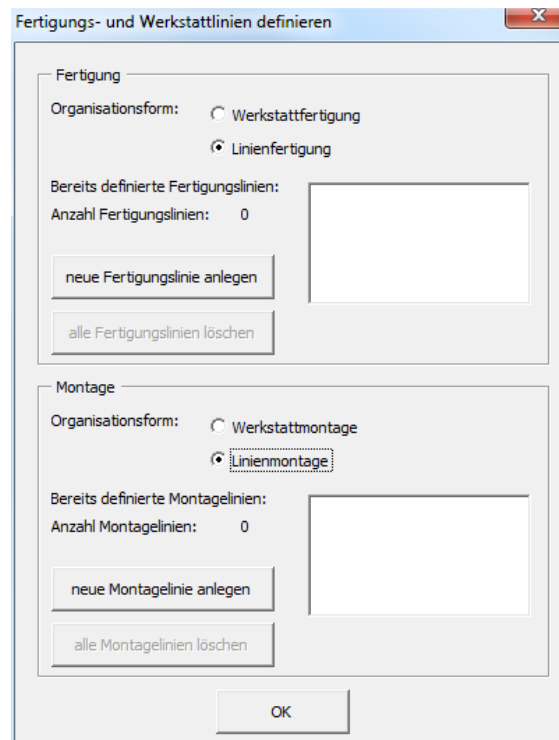 Fertigungs- und Werkstattlinien definieren
Fertigung
Organisationsform:
Werkstattfertigung
Linienfertigung
Bereits definierte Fertigungslinien:
Anzahl Fertigungslinien: 0
neue Fertigungslinie anlegen
alle Fertigungslinien löschen
Montage
Organisationsform:
Werkstattmontage
Linienmontage
Bereits definierte Montagelinien:
Anzahl Montagelinien: 0
neue Montagelinie anlegen
alle Montagelinien löschen
OK